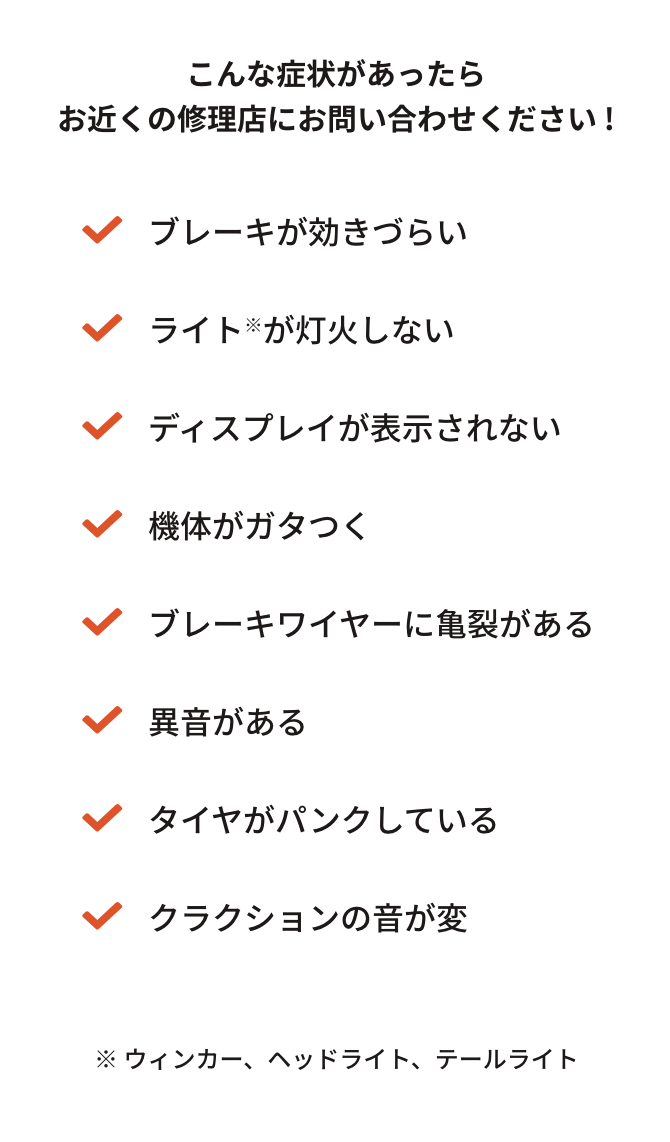 こんな症状があったら
お近くの修理店にお問い合わせください！
ブレーキが効きづらい
ライト※が灯火しない
ディスプレイが表示されない
機体がガタつく
ブレーキワイヤーに亀裂がある
異音がある
タイヤがパンクしている
クラクションの音が変
※ ウィンカー、ヘッドライト、テールライト